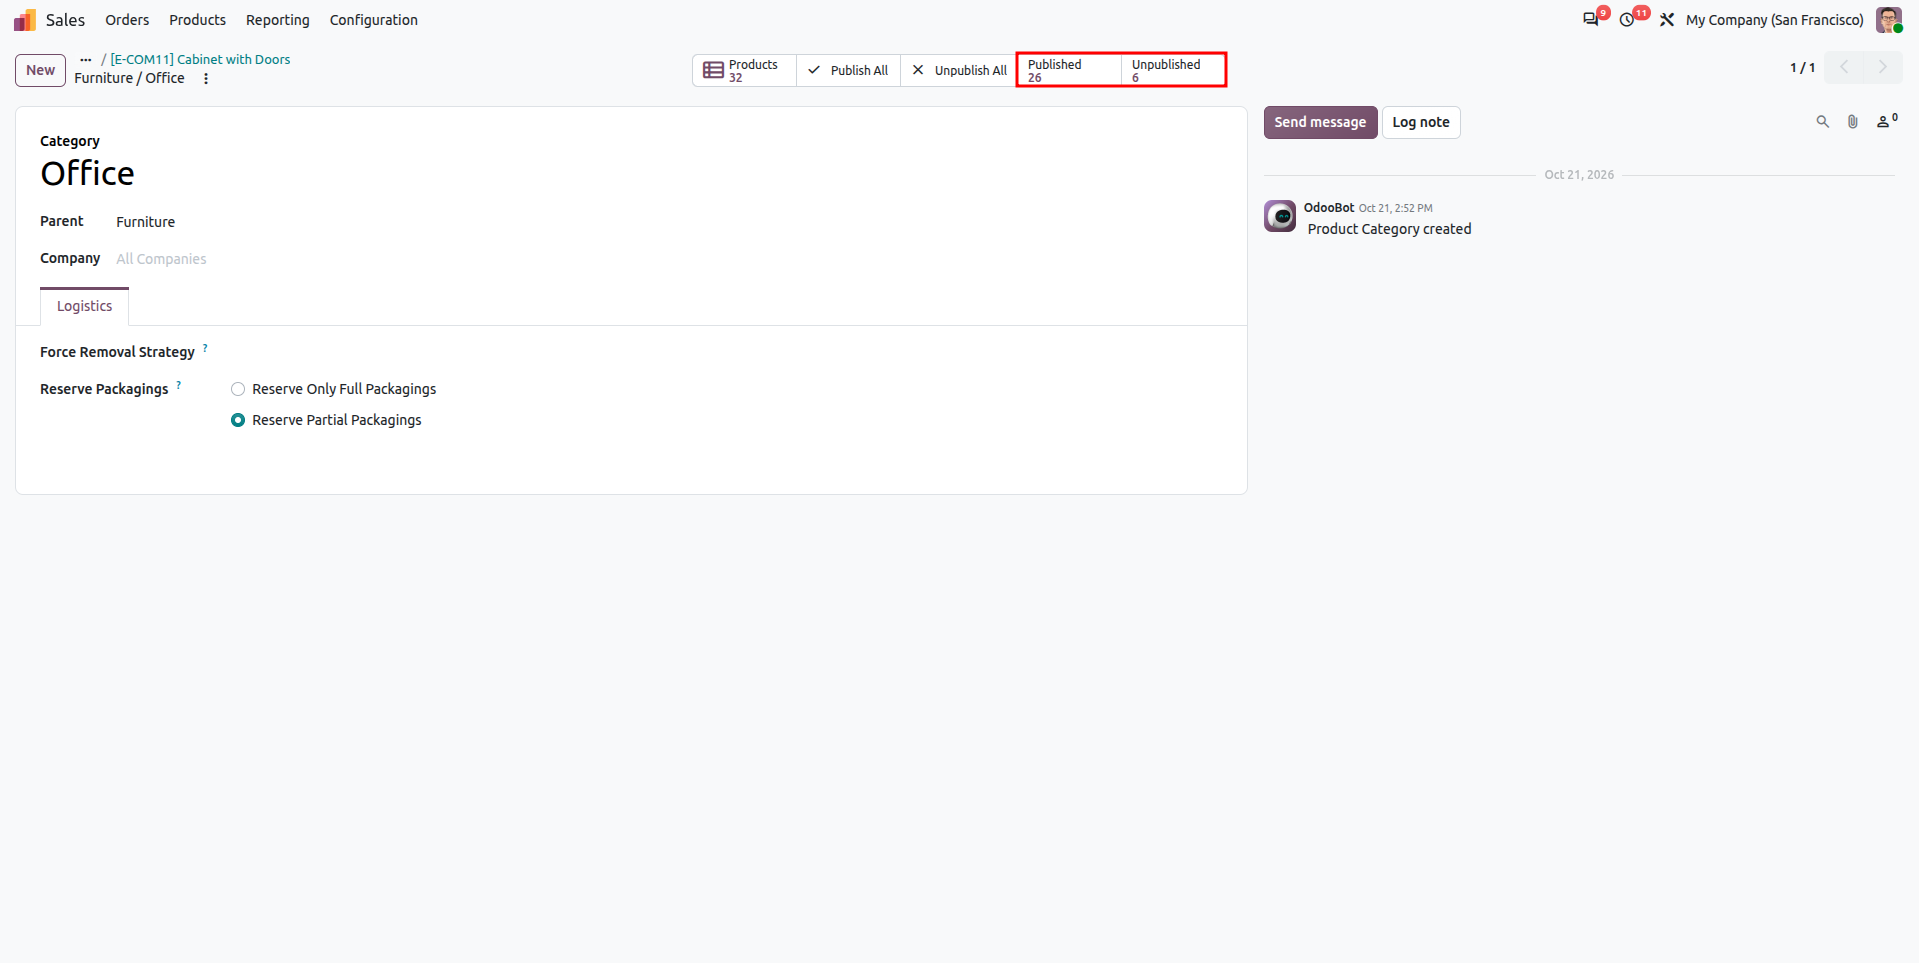 Sales Orders Products Reporting Configuration
9 11 My Company (San Francisco)
New ... / [E-COM11] Cabinet with Doors
Furniture / Office
Products
32
Publish All
Unpublish All
Published
26
Unpublished
6
1 / 1
Category
Office
Parent Furniture
Company All Companies
Logistics
Force Removal Strategy ?
Reserve Packagings ? Reserve Only Full Packagings
Reserve Partial Packagings
Send message Log note 0
Oct 21, 2026
OdooBot Oct 21, 2:52 PM
Product Category created